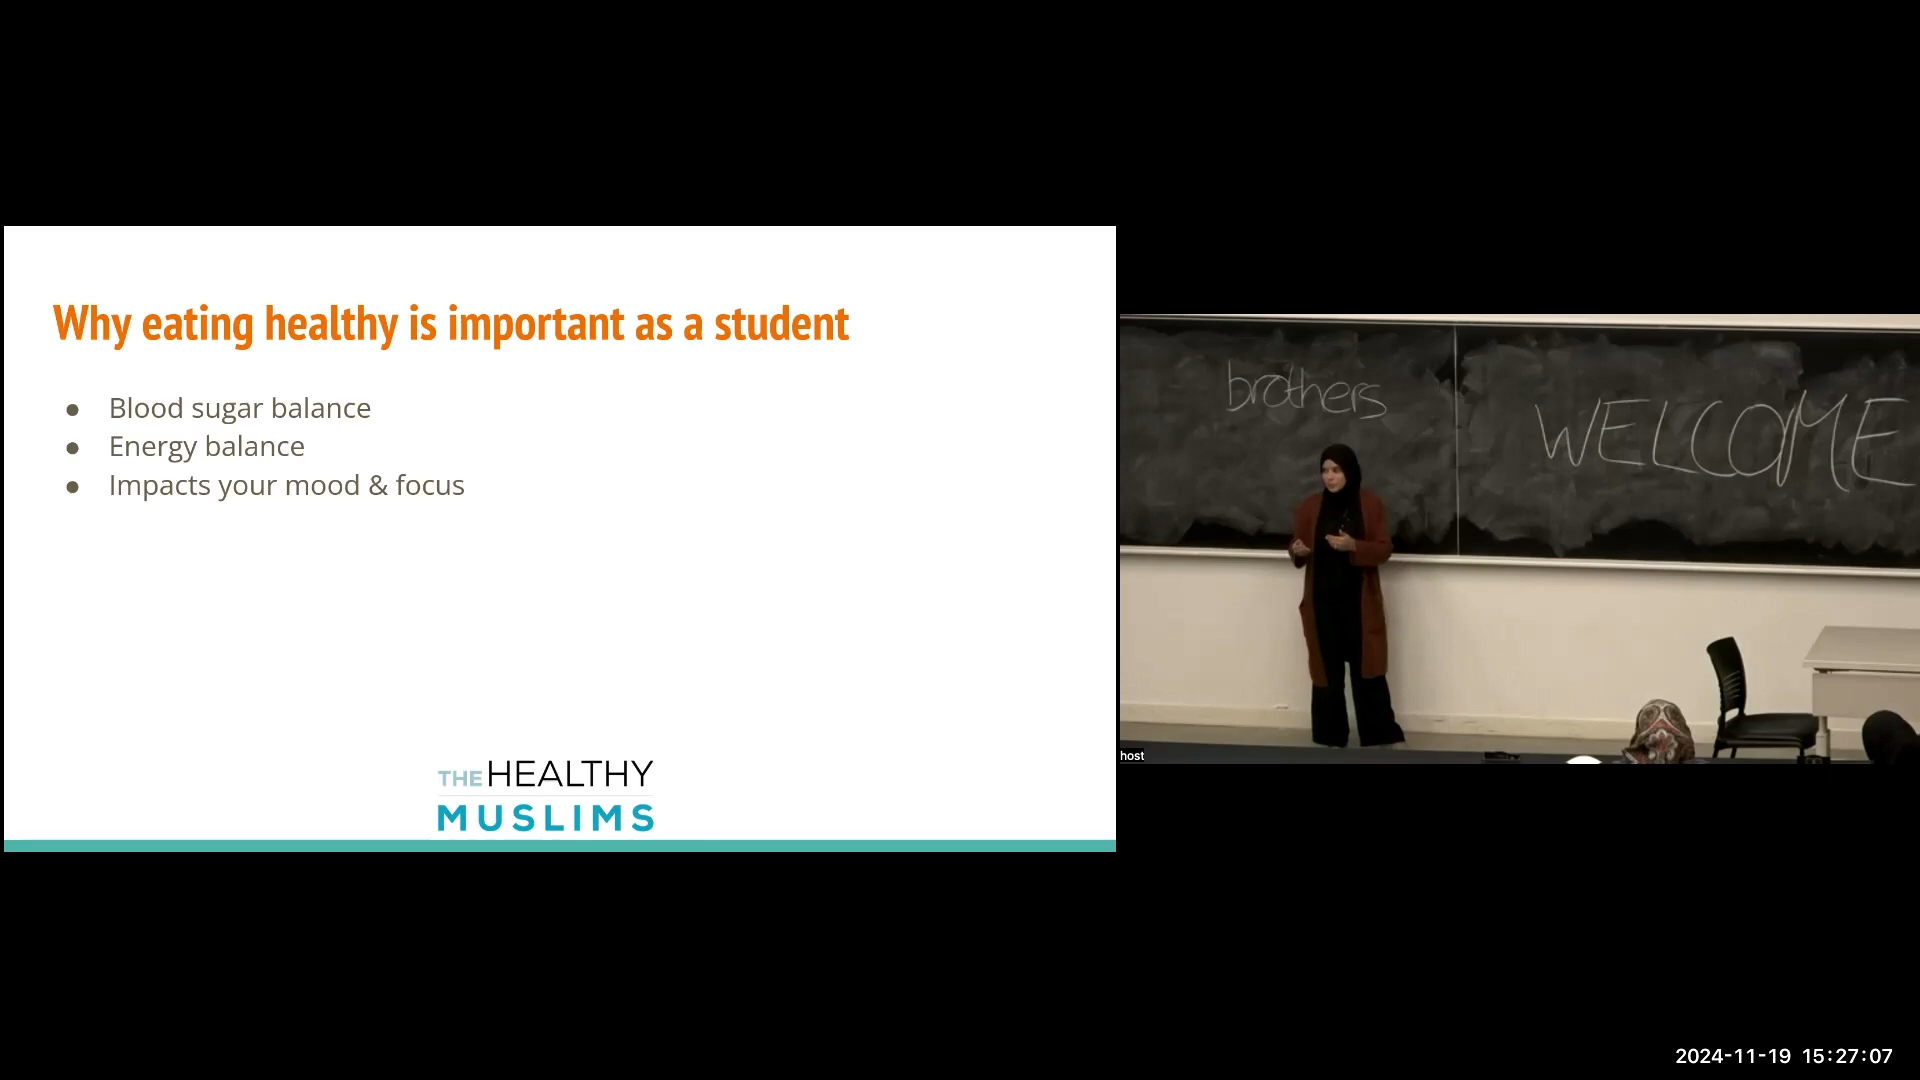 Why eating healthy is important as a student
● Blood sugar balance
● Energy balance
● Impacts your mood & focus
THE HEALTHY
MUSLIMS
brothers
WELCOME
host
2024-11-19 15:27:07